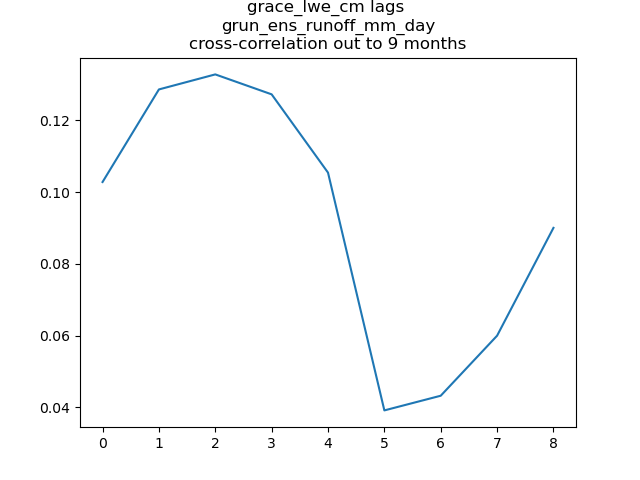 grace_lwe_cm lags
grun_ens_runoff_mm_day
cross-correlation out to 9 months
0.12
0.10
0.08
0.06
0.04
0 1 2 3 4 5 6 7 8